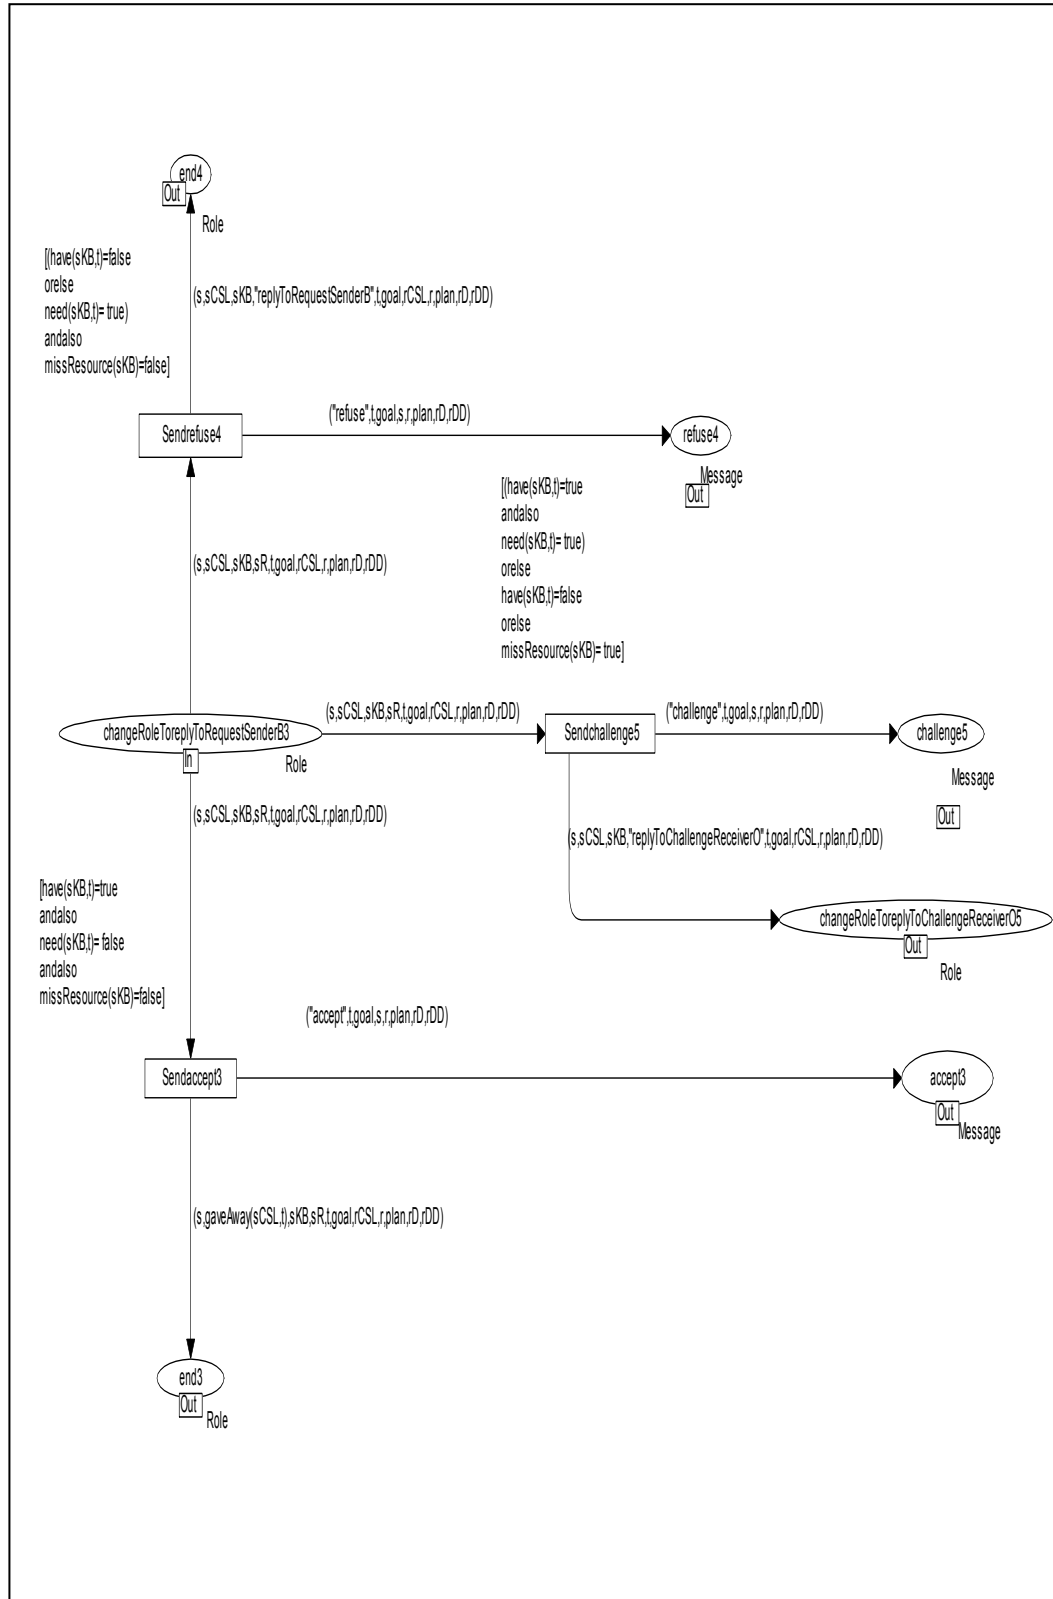 end4
Out
Role
[(have(sKB,t)=false
orelse
need(sKB,t)= true)
andalso
missResource(sKB)=false]
(s,sCSL,sKB,"replyToRequestSenderB",t,goal,rCSL,r,plan,rD,rDD)
Sendrefuse4
("refuse",t,goal,s,r,plan,rD,rDD)
refuse4
Message
Out
[(have(sKB,t)=true
andalso
need(sKB,t)= true)
orelse
have(sKB,t)=false
orelse
missResource(sKB)= true]
(s,sCSL,sKB,sR,t,goal,rCSL,r,plan,rD,rDD)
changeRoleToreplyToRequestSenderB3
In
Role
(s,sCSL,sKB,sR,t,goal,rCSL,r,plan,rD,rDD)
Sendchallenge5
("challenge",t,goal,s,r,plan,rD,rDD)
challenge5
Message
Out
(s,sCSL,sKB,sR,t,goal,rCSL,r,plan,rD,rDD)
(s,sCSL,sKB,"replyToChallengeReceiverO",t,goal,rCSL,r,plan,rD,rDD)
changeRoleToreplyToChallengeReceiverO5
Out
Role
[have(sKB,t)=true
andalso
need(sKB,t)= false
andalso
missResource(sKB)=false]
("accept",t,goal,s,r,plan,rD,rDD)
Sendaccept3
accept3
Out
Message
(s,gaveAway(sCSL,t),sKB,sR,t,goal,rCSL,r,plan,rD,rDD)
end3
Out
Role